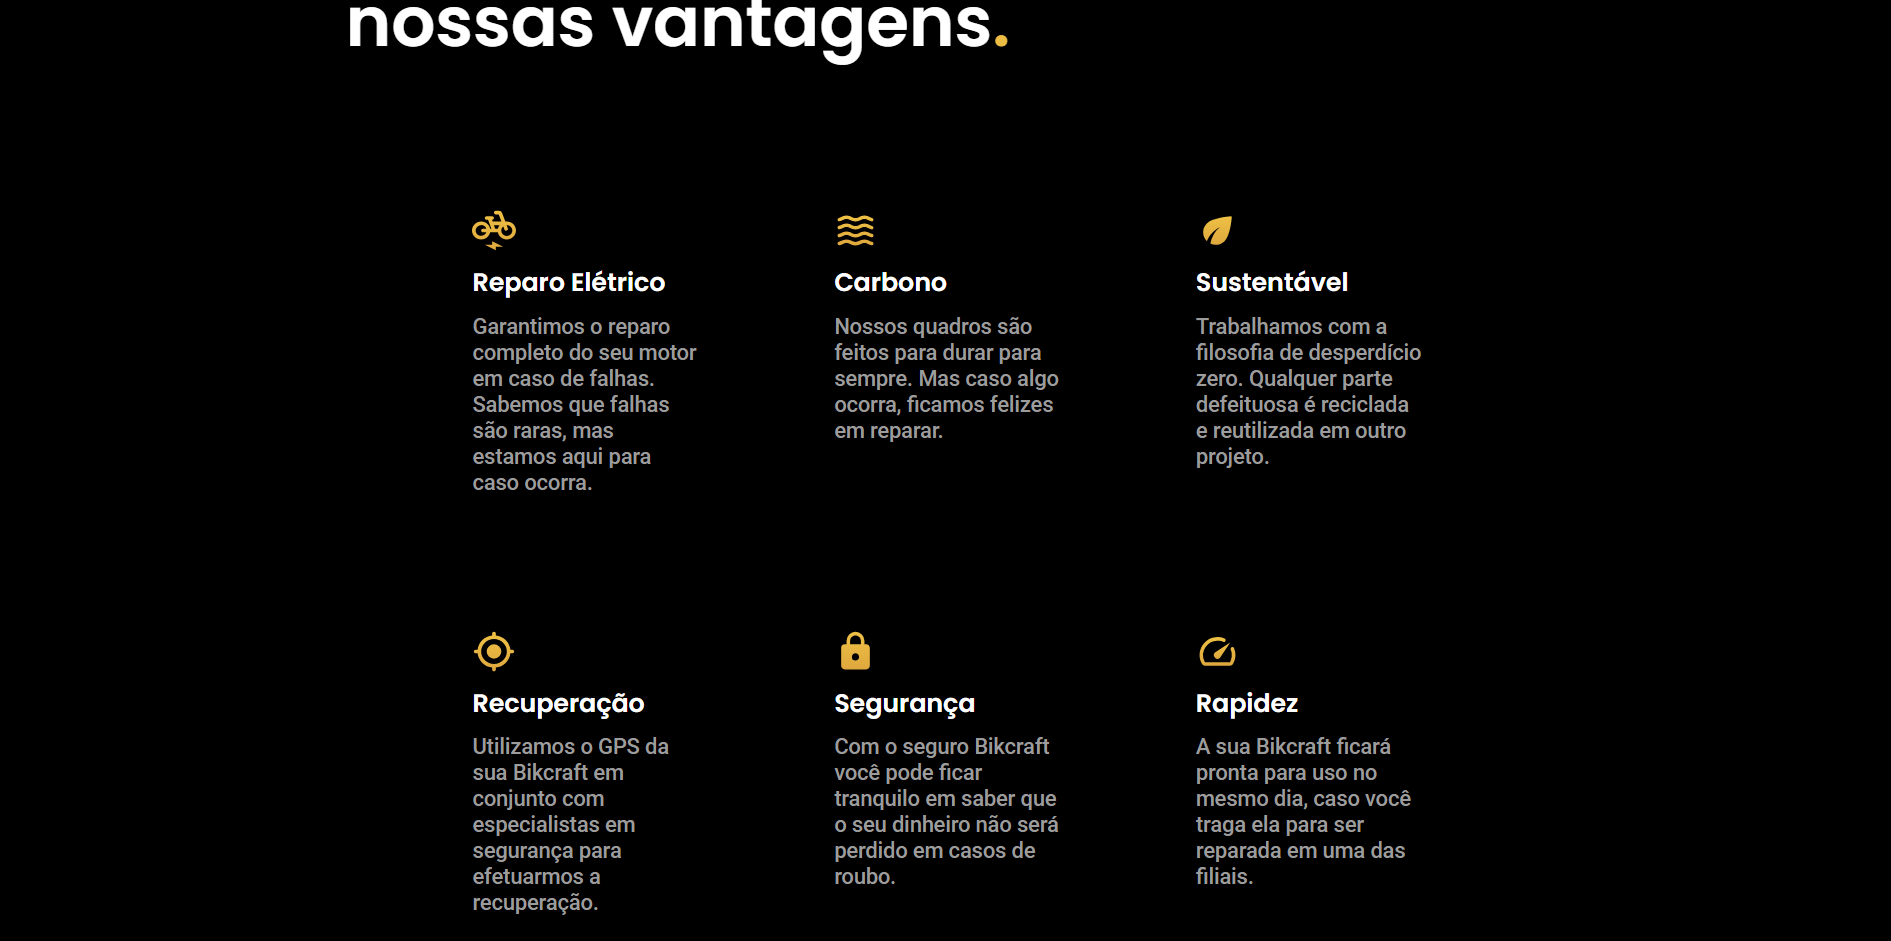 nossas vantagens.
Reparo Elétrico
Garantimos o reparo
completo do seu motor
em caso de falhas.
Sabemos que falhas
são raras, mas
estamos aqui para
caso ocorra.
Carbono
Nossos quadros são
feitos para durar para
sempre. Mas caso algo
ocorra, ficamos felizes
em reparar.
Sustentável
Trabalhamos com a
filosofia de desperdício
zero. Qualquer parte
defeituosa é reciclada
e reutilizada em outro
projeto.
Recuperação
Utilizamos o GPS da
sua Bikcraft em
conjunto com
especialistas em
segurança para
efetuarmos a
recuperação.
Segurança
Com o seguro Bikcraft
você pode ficar
tranquilo em saber que
o seu dinheiro não será
perdido em casos de
roubo.
Rapidez
A sua Bikcraft ficará
pronta para uso no
mesmo dia, caso você
traga ela para ser
reparada em uma das
filiais.